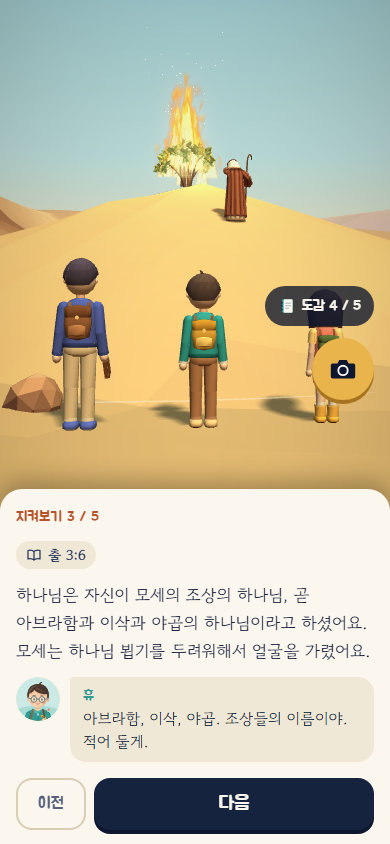 도감 4 / 5
지켜보기 3 / 5
출 3:6
하나님은 자신이 모세의 조상의 하나님, 곧
아브라함과 이삭과 야곱의 하나님이라고 하셨어요.
모세는 하나님 뵙기를 두려워해서 얼굴을 가렸어요.
휴
아브라함, 이삭, 야곱. 조상들의 이름이야.
적어 둘게.
이전
다음